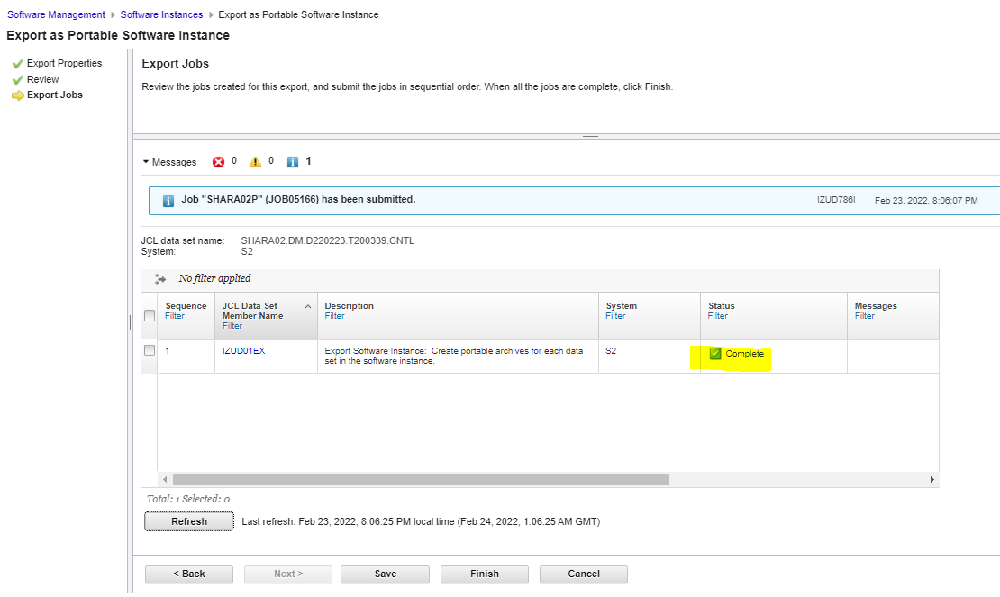 Software Management Software Instances Export as Portable Software Instance
Export as Portable Software Instance
Export Properties
Review
Export Jobs
Export Jobs
Review the jobs created for this export, and submit the jobs in sequential order. When all the jobs are complete, click Finish.
Messages 0 0 1
Job "SHARA02P" (JOB05166) has been submitted. IZUD786I Feb 23, 2022, 8:06:07 PM
JCL data set name: SHARA02.DM.D220223.T200339.CNTL
System: S2
No filter applied
Sequence
Filter
JCL Data Set
Member Name
Filter
Description
Filter
System
Filter
Status
Filter
Messages
Filter
1
IZUD01EX
Export Software Instance: Create portable archives for each data
set in the software instance.
S2
Complete
Total: 1 Selected: 0
Refresh Last refresh: Feb 23, 2022, 8:06:25 PM local time (Feb 24, 2022, 1:06:25 AM GMT)
< Back Next > Save Finish Cancel